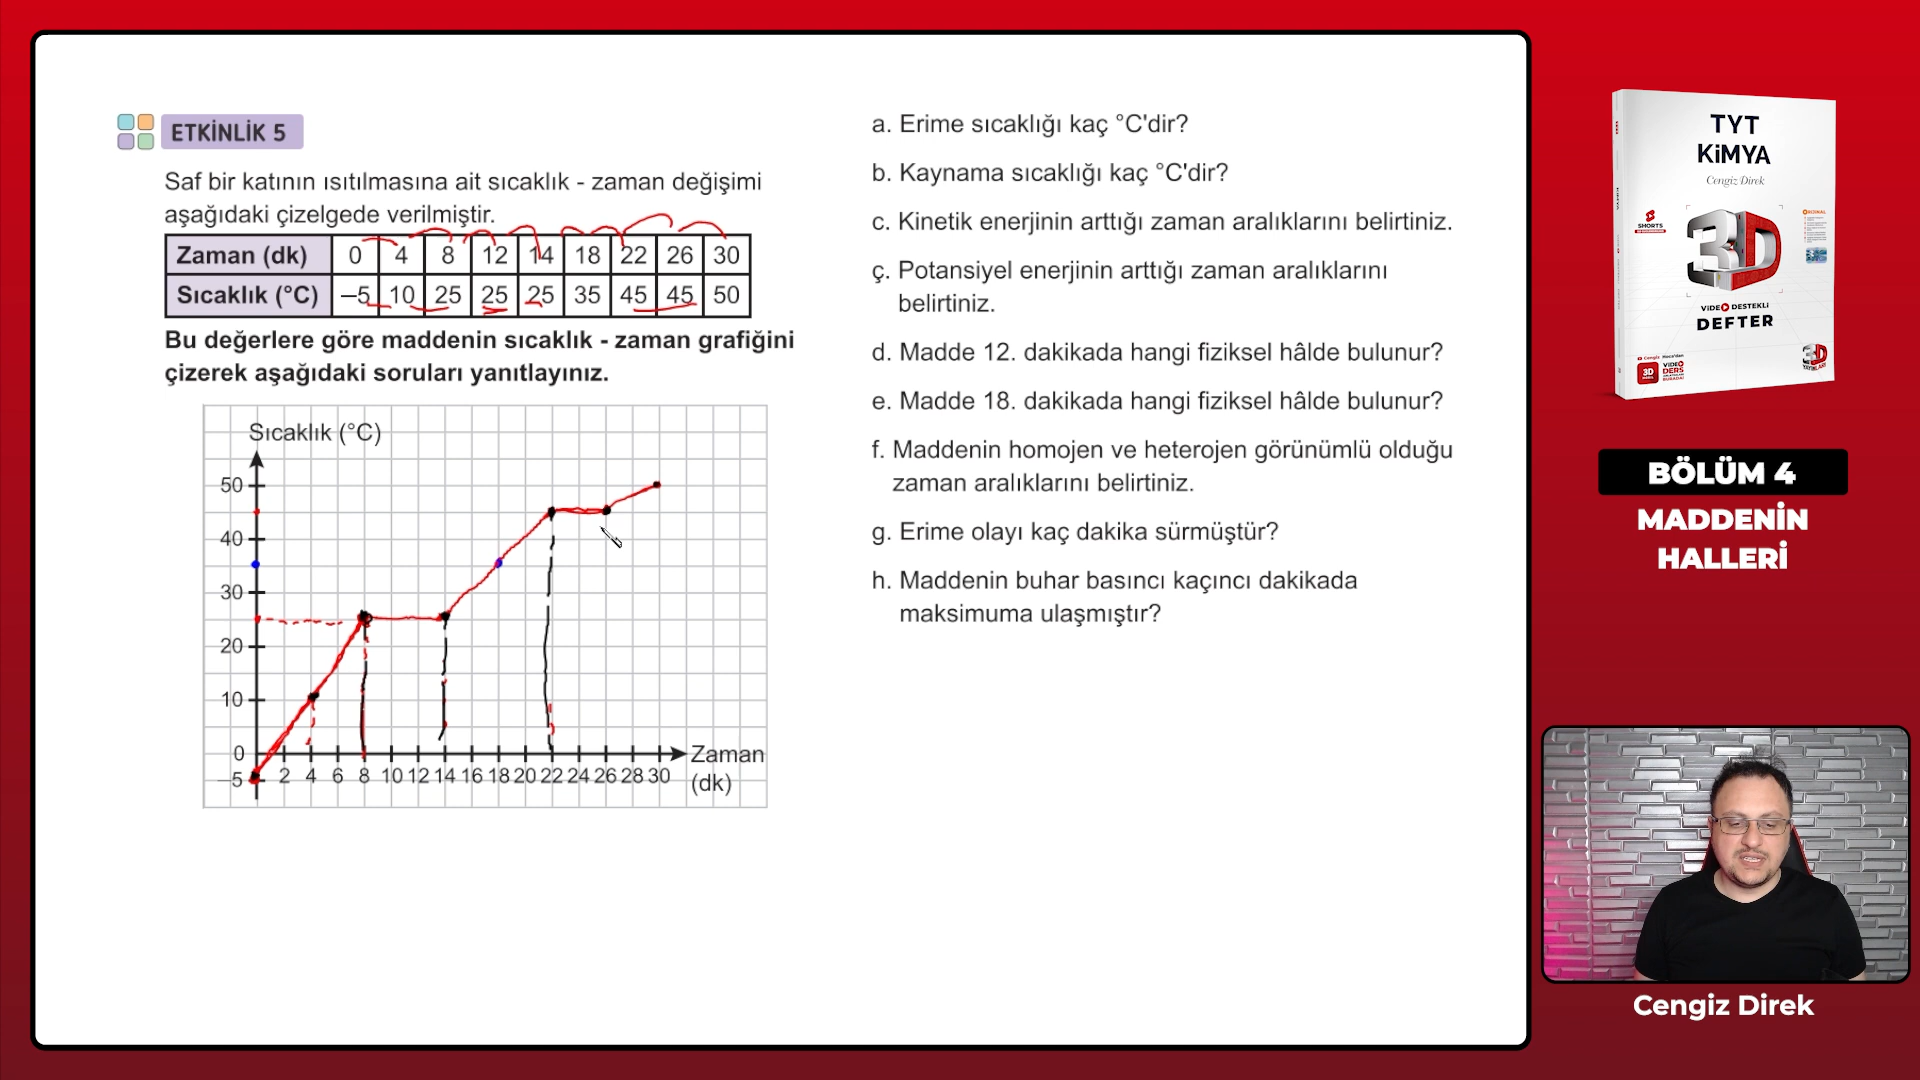 ETKİNLİK 5
Saf bir katının ısıtılmasına ait sıcaklık - zaman değişimi
aşağıdaki çizelgede verilmiştir.
Zaman (dk) 0 4 8 12 14 18 22 26 30
Sıcaklık (°C) –5 10 25 25 25 35 45 45 50
Bu değerlere göre maddenin sıcaklık - zaman grafiğini
çizerek aşağıdaki soruları yanıtlayınız.
Sıcaklık (°C)
50
40
30
20
10
0
–5
2 4 6 8 10 12 14 16 18 20 22 24 26 28 30
Zaman
(dk)
a. Erime sıcaklığı kaç °C'dir?
b. Kaynama sıcaklığı kaç °C'dir?
c. Kinetik enerjinin arttığı zaman aralıklarını belirtiniz.
ç. Potansiyel enerjinin arttığı zaman aralıklarını
belirtiniz.
d. Madde 12. dakikada hangi fiziksel hâlde bulunur?
e. Madde 18. dakikada hangi fiziksel hâlde bulunur?
f. Maddenin homojen ve heterojen görünümlü olduğu
zaman aralıklarını belirtiniz.
g. Erime olayı kaç dakika sürmüştür?
h. Maddenin buhar basıncı kaçıncı dakikada
maksimuma ulaşmıştır?
TYT
KİMYA
Cengiz Direk
SHORTS
3D
VİDEO DESTEKLİ
DEFTER
BÖLÜM 4
MADDENİN
HALLERİ
Cengiz Direk